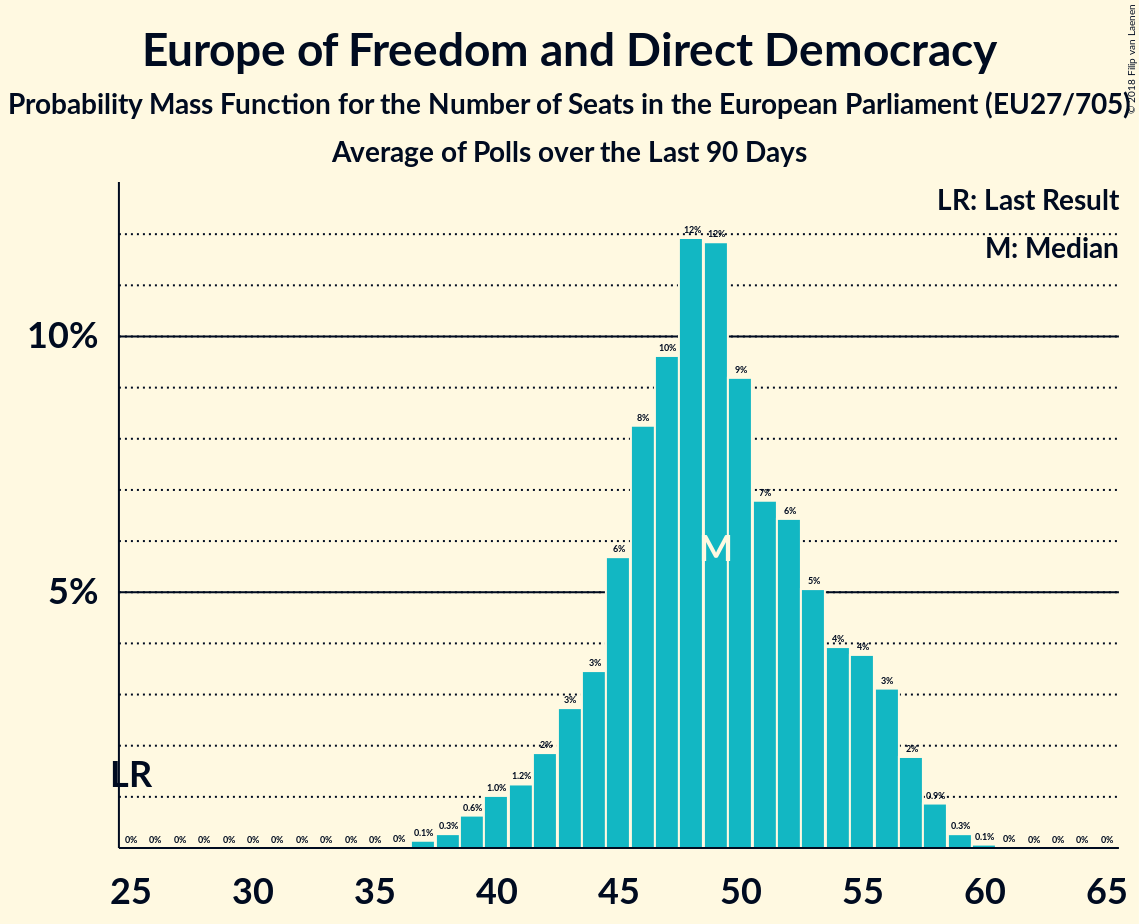 Europe of Freedom and Direct Democracy
Probability Mass Function for the Number of Seats in the European Parliament (EU27/705)
Average of Polls over the Last 90 Days
© 2018 Filip van Laenen
LR: Last Result
M: Median
10%
5%
LR
M
0% 0% 0% 0% 0% 0% 0% 0% 0% 0% 0% 0% 0.1% 0.3% 0.6% 1.0% 1.2% 2% 3% 3% 6% 8% 10% 12% 12% 9% 7% 6% 5% 4% 4% 3% 2% 0.9% 0.3% 0.1% 0% 0% 0% 0% 0%
25 30 35 40 45 50 55 60 65